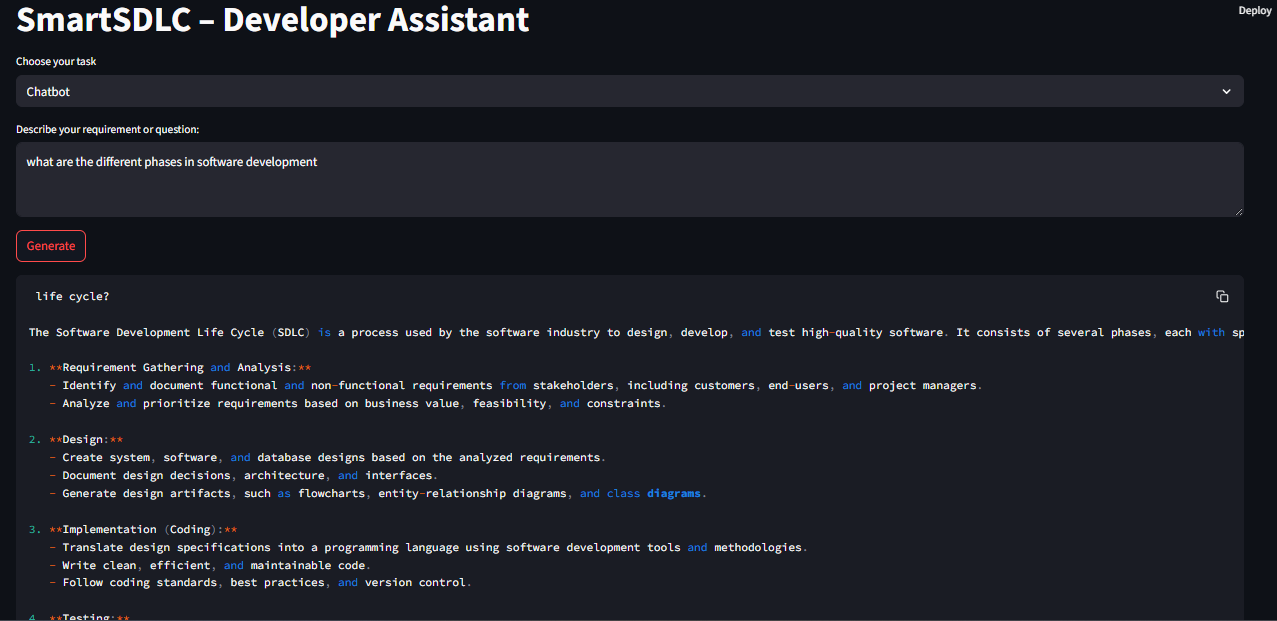 SmartSDLC – Developer Assistant
Deploy
Choose your task
Chatbot
Describe your requirement or question:
what are the different phases in software development
Generate
life cycle?
The Software Development Life Cycle (SDLC) is a process used by the software industry to design, develop, and test high-quality software. It consists of several phases, each with sp
1. **Requirement Gathering and Analysis:**
- Identify and document functional and non-functional requirements from stakeholders, including customers, end-users, and project managers.
- Analyze and prioritize requirements based on business value, feasibility, and constraints.
2. **Design:**
- Create system, software, and database designs based on the analyzed requirements.
- Document design decisions, architecture, and interfaces.
- Generate design artifacts, such as flowcharts, entity-relationship diagrams, and class diagrams.
3. **Implementation (Coding):**
- Translate design specifications into a programming language using software development tools and methodologies.
- Write clean, efficient, and maintainable code.
- Follow coding standards, best practices, and version control.
4. **Testing:**